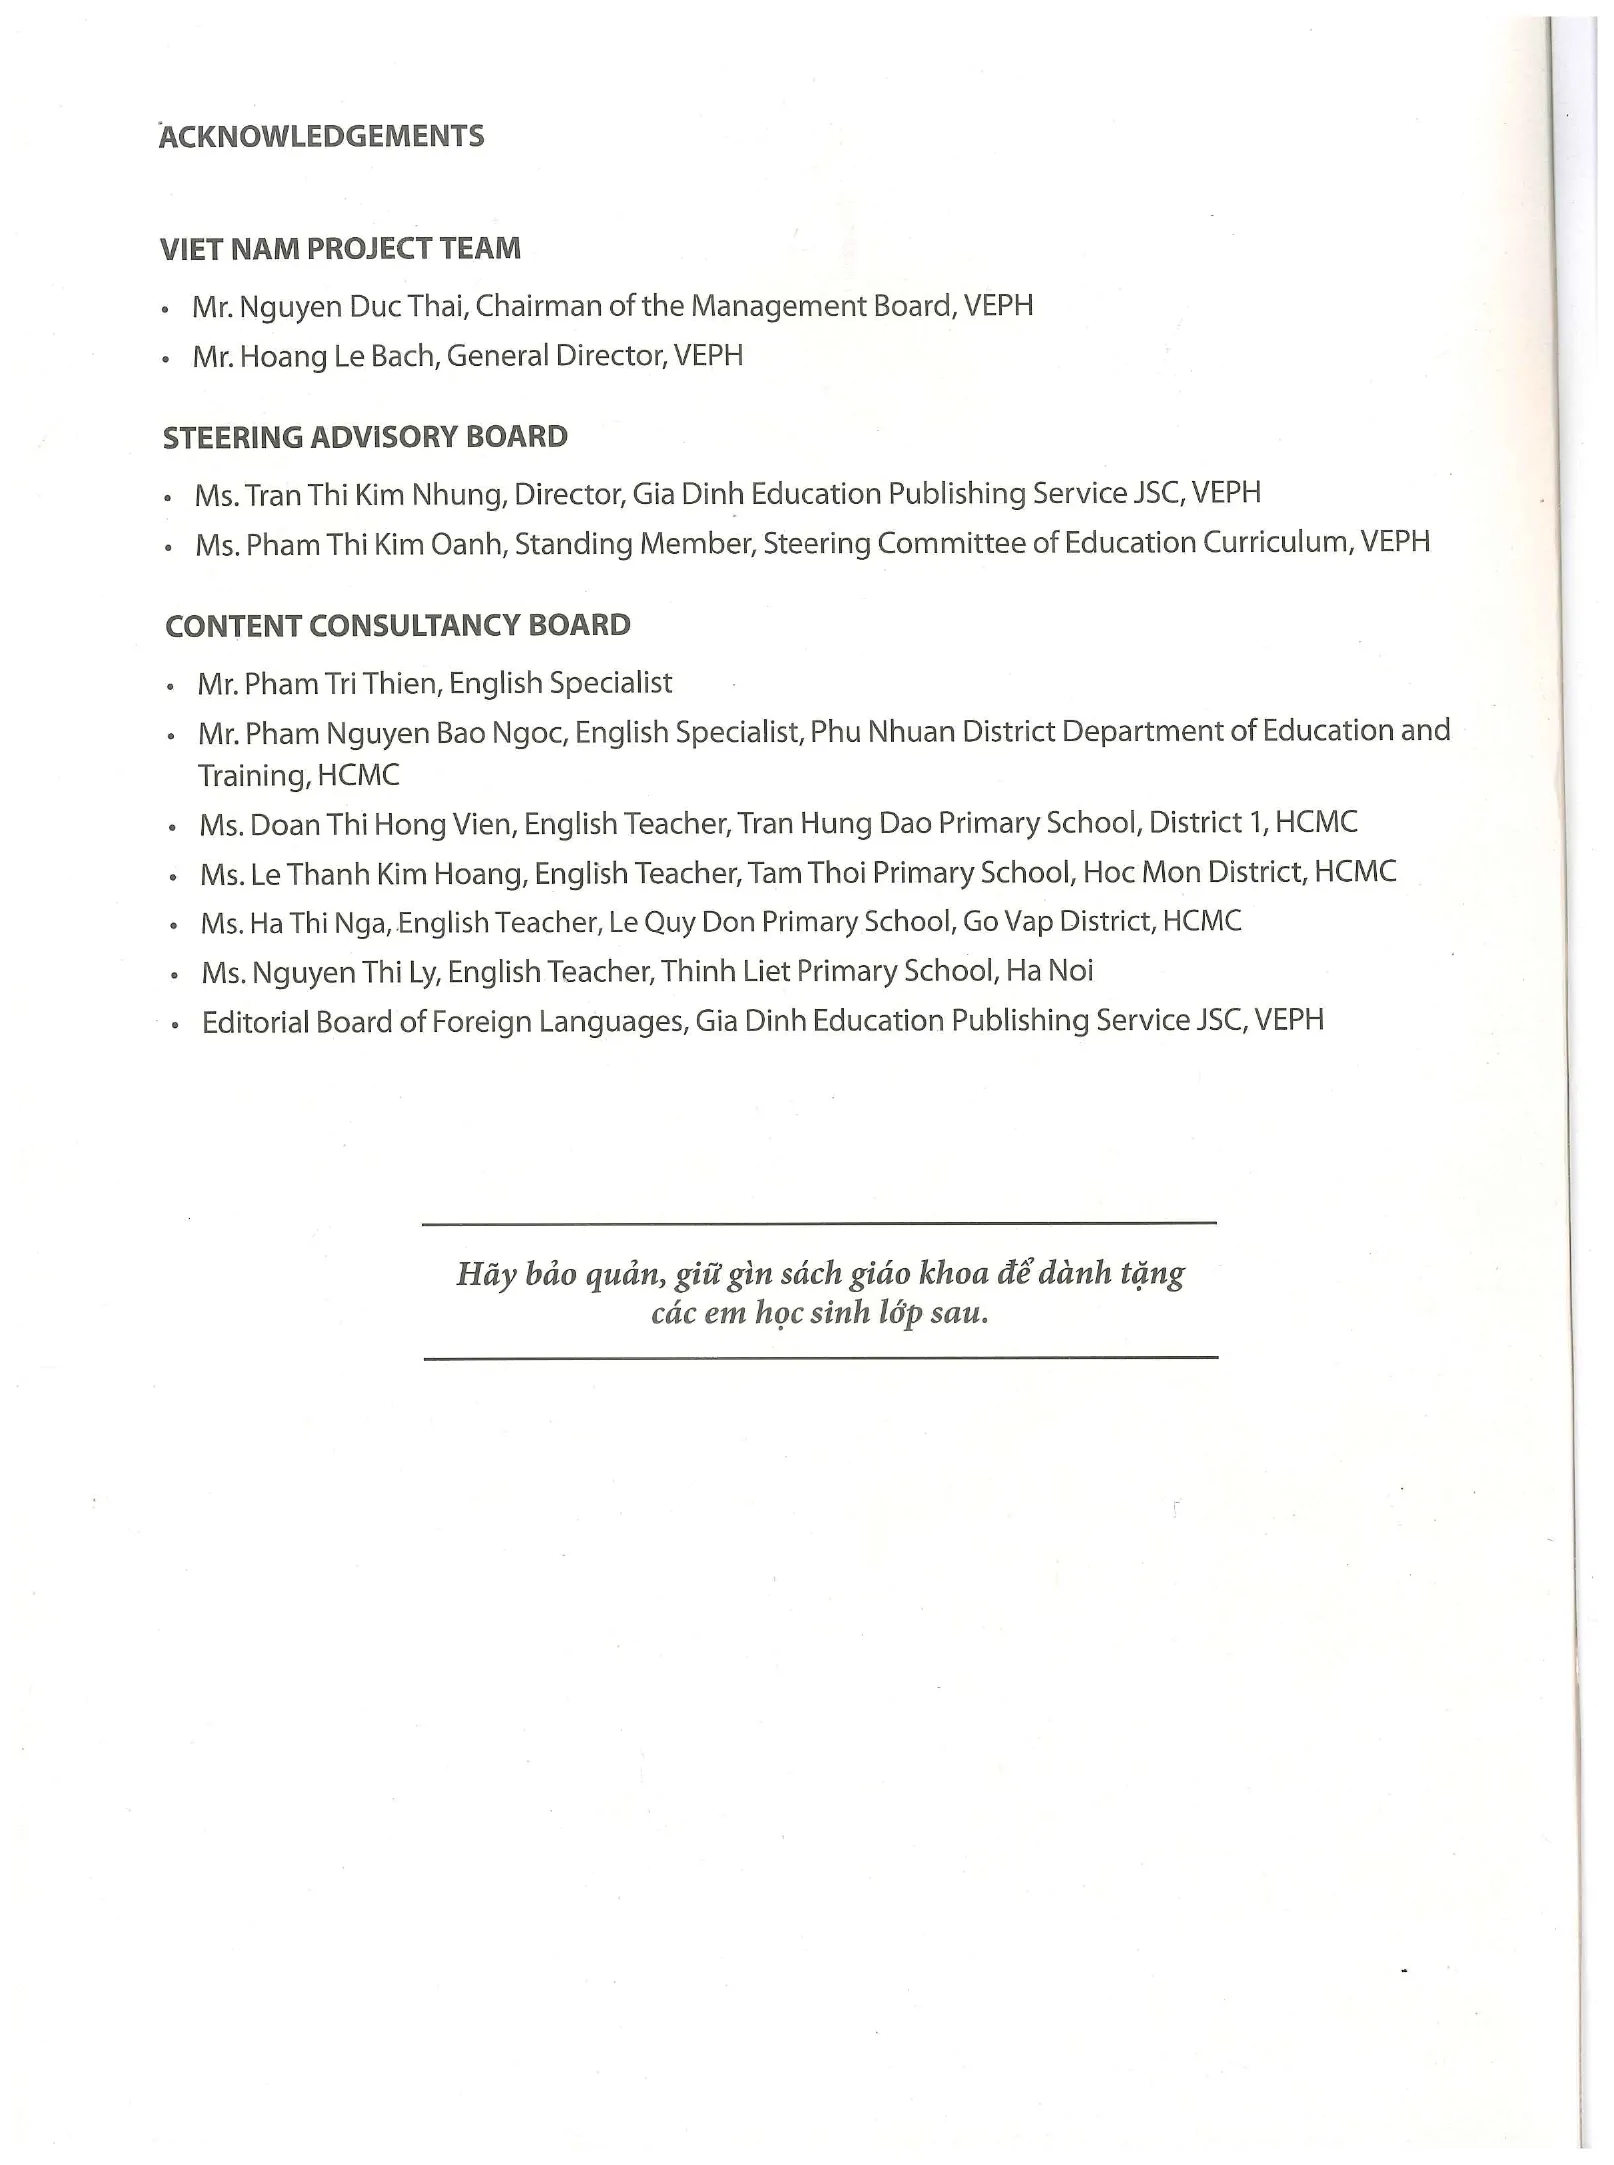 ACKNOWLEDGEMENTS
VIET NAM PROJECT TEAM
• Mr. Nguyen Duc Thai, Chairman of the Management Board, VEPH
• Mr. Hoang Le Bach, General Director, VEPH
STEERING ADVISORY BOARD
• Ms. Tran Thi Kim Nhung, Director, Gia Dinh Education Publishing Service JSC, VEPH
• Ms. Pham Thi Kim Oanh, Standing Member, Steering Committee of Education Curriculum, VEPH
CONTENT CONSULTANCY BOARD
• Mr. Pham Tri Thien, English Specialist
• Mr. Pham Nguyen Bao Ngoc, English Specialist, Phu Nhuan District Department of Education and
Training, HCMC
• Ms. Doan Thi Hong Vien, English Teacher, Tran Hung Dao Primary School, District 1, HCMC
• Ms. Le Thanh Kim Hoang, English Teacher, Tam Thoi Primary School, Hoc Mon District, HCMC
• Ms. Ha Thi Nga, English Teacher, Le Quy Don Primary School, Go Vap District, HCMC
• Ms. Nguyen Thi Ly, English Teacher, Thinh Liet Primary School, Ha Noi
• Editorial Board of Foreign Languages, Gia Dinh Education Publishing Service JSC, VEPH
Hãy bảo quản, giữ gìn sách giáo khoa để dành tặng
các em học sinh lớp sau.